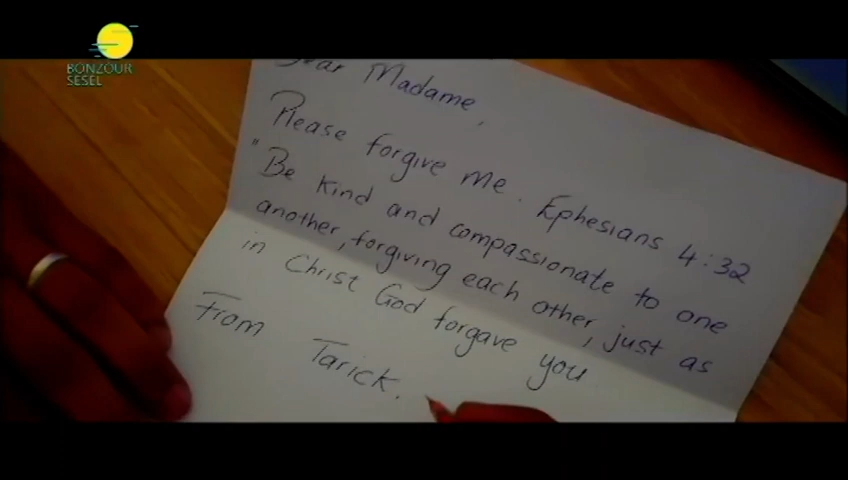 BONZOUR
SESEL
Dear Madame,
Please forgive me. Ephesians 4:32
"Be kind and compassionate to one
another, forgiving each other, just as
in Christ God forgave you
From Tarick.